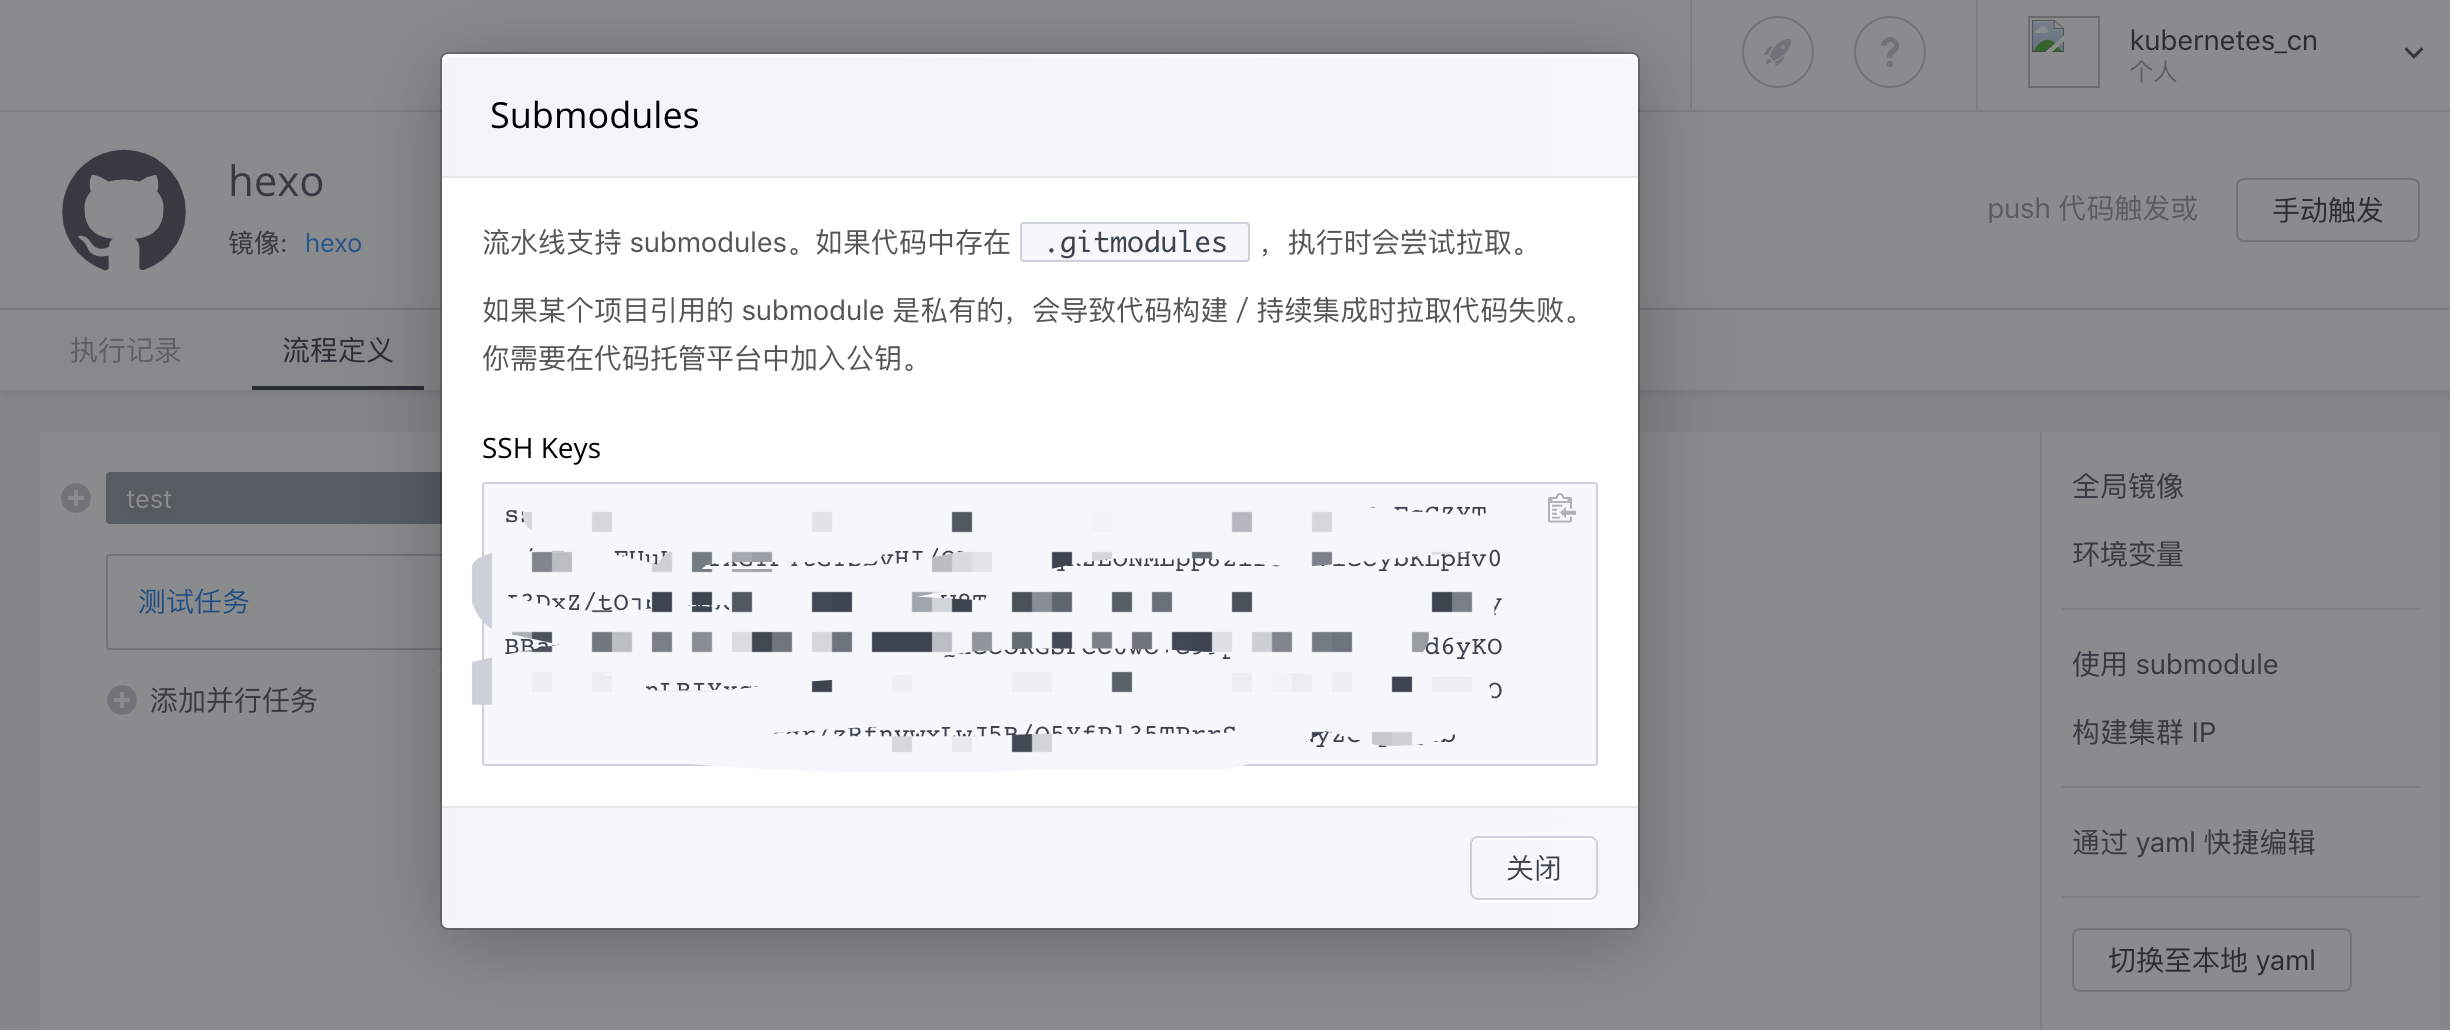 kubernetes_cn
个人
hexo
镜像: hexo
push 代码触发或 手动触发
执行记录 流程定义
Submodules
流水线支持 submodules。如果代码中存在 .gitmodules ，执行时会尝试拉取。
如果某个项目引用的 submodule 是私有的，会导致代码构建 / 持续集成时拉取代码失败。
你需要在代码托管平台中加入公钥。
SSH Keys
关闭
test
测试任务
添加并行任务
全局镜像
环境变量
使用 submodule
构建集群 IP
通过 yaml 快捷编辑
切换至本地 yaml